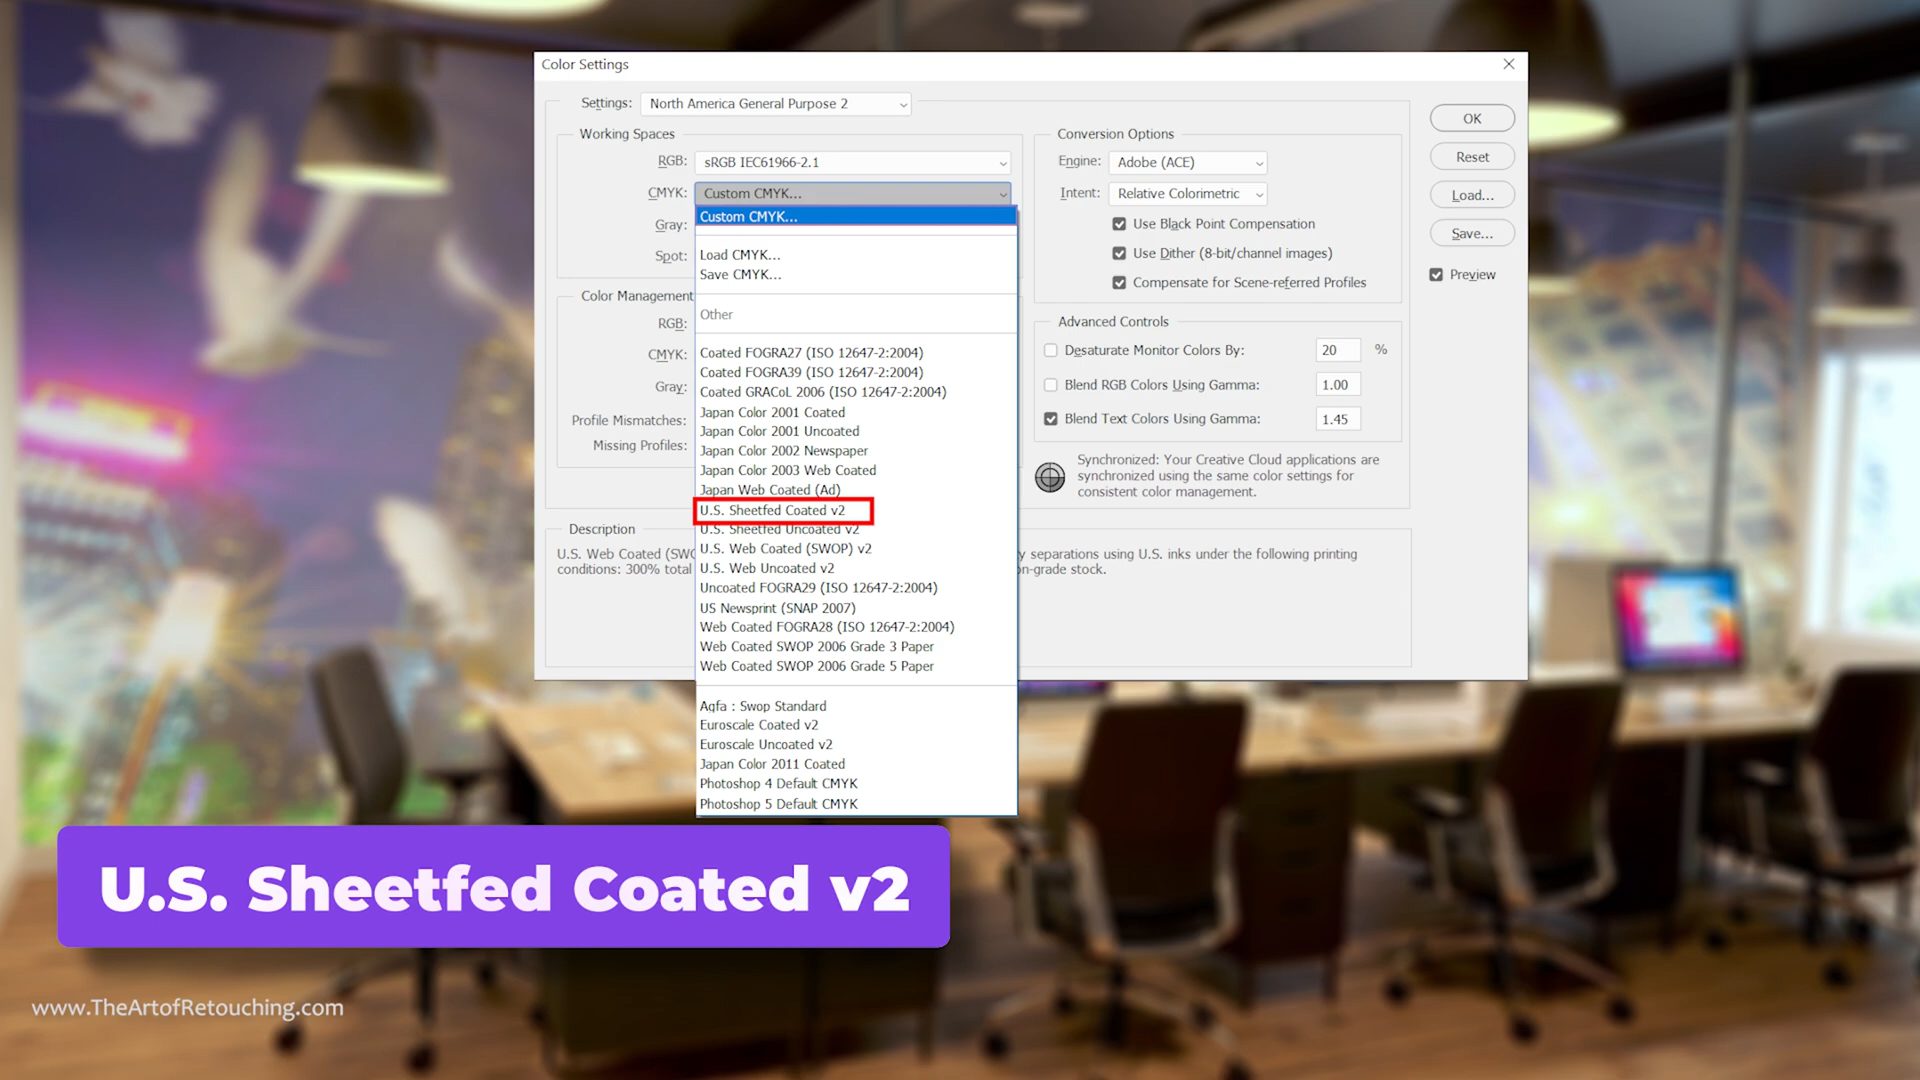 Color Settings
Settings: North America General Purpose 2
Working Spaces
RGB: sRGB IEC61966-2.1
CMYK: Custom CMYK...
Gray:
Spot:
Custom CMYK...
Load CMYK...
Save CMYK...
Other
Coated FOGRA27 (ISO 12647-2:2004)
Coated FOGRA39 (ISO 12647-2:2004)
Coated GRACoL 2006 (ISO 12647-2:2004)
Japan Color 2001 Coated
Japan Color 2001 Uncoated
Japan Color 2002 Newspaper
Japan Color 2003 Web Coated
Japan Web Coated (Ad)
U.S. Sheetfed Coated v2
U.S. Sheetfed Uncoated v2
U.S. Web Coated (SWOP) v2
U.S. Web Uncoated v2
Uncoated FOGRA29 (ISO 12647-2:2004)
US Newsprint (SNAP 2007)
Web Coated FOGRA28 (ISO 12647-2:2004)
Web Coated SWOP 2006 Grade 3 Paper
Web Coated SWOP 2006 Grade 5 Paper
Agfa : Swop Standard
Euroscale Coated v2
Euroscale Uncoated v2
Japan Color 2011 Coated
Photoshop 4 Default CMYK
Photoshop 5 Default CMYK
Color Management
RGB:
CMYK:
Gray:
Profile Mismatches:
Missing Profiles:
Conversion Options
Engine: Adobe (ACE)
Intent: Relative Colorimetric
Use Black Point Compensation
Use Dither (8-bit/channel images)
Compensate for Scene-referred Profiles
Advanced Controls
Desaturate Monitor Colors By: 20 %
Blend RGB Colors Using Gamma: 1.00
Blend Text Colors Using Gamma: 1.45
Synchronized: Your Creative Cloud applications are
synchronized using the same color settings for
consistent color management.
OK
Reset
Load...
Save...
Preview
Description
U.S. Web Coated (SWO y separations using U.S. inks under the following printing
conditions: 300% total n-grade stock.
U.S. Sheetfed Coated v2
www.TheArtofRetouching.com